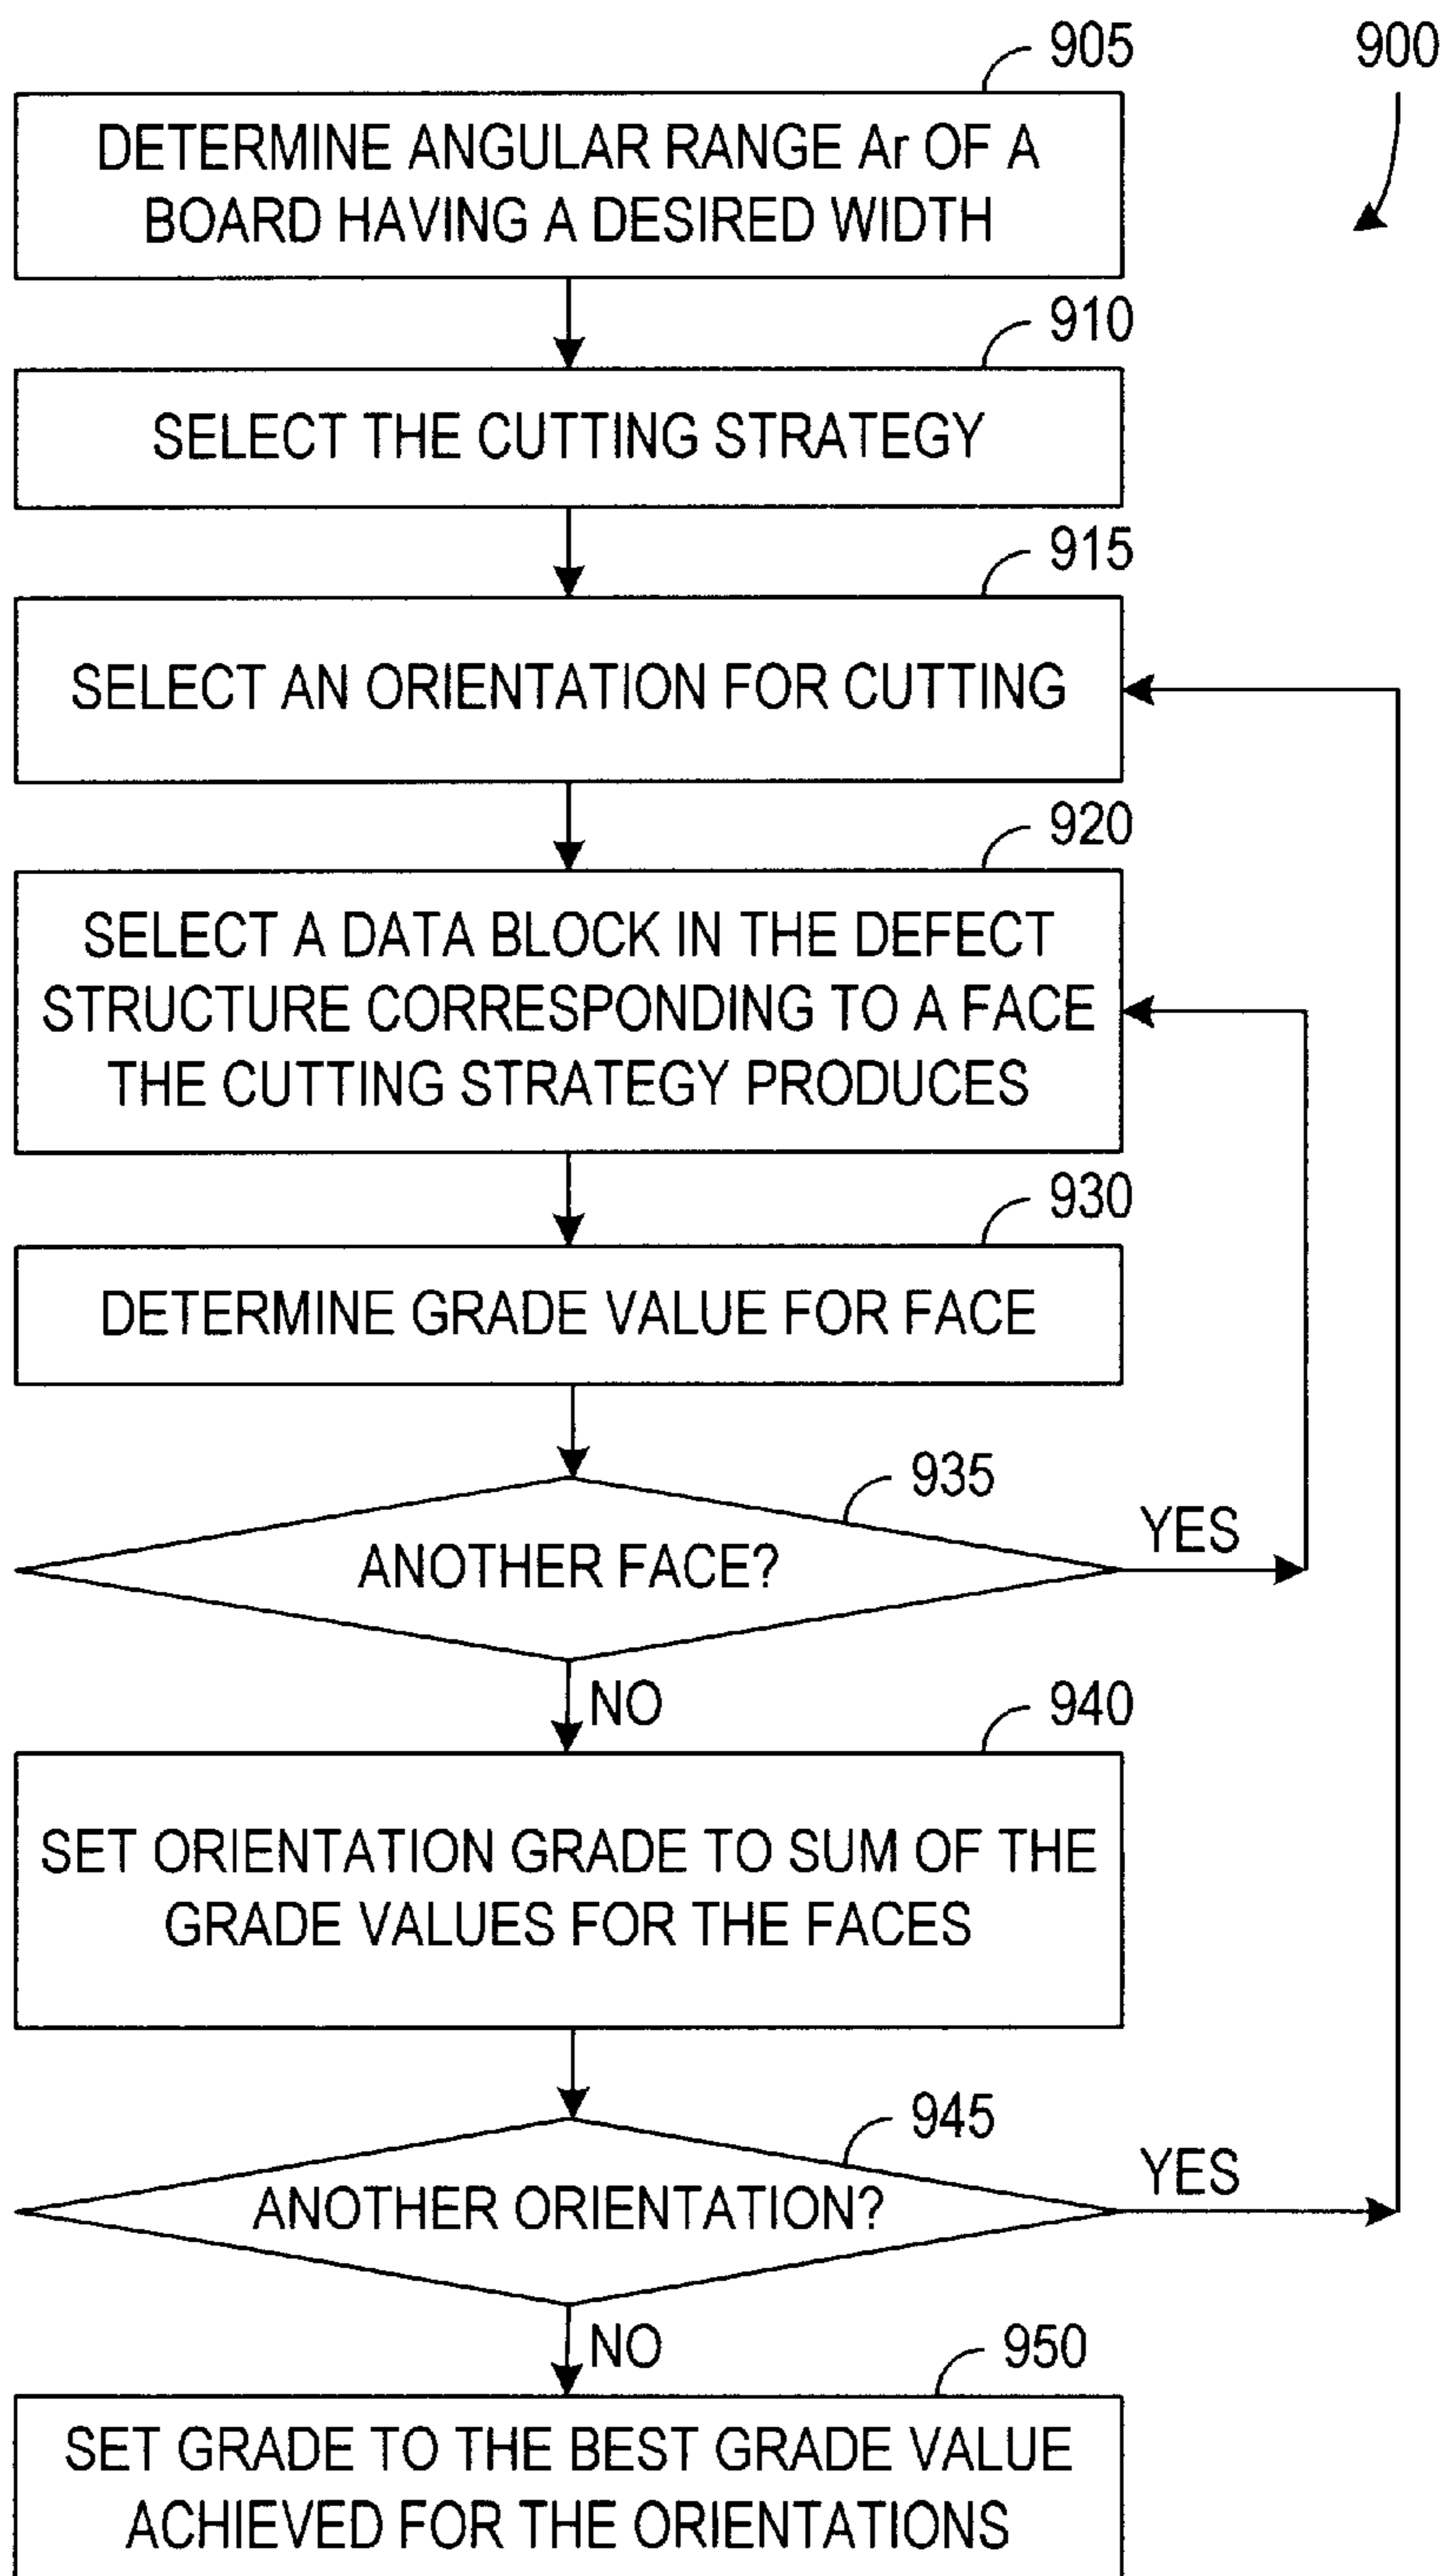 905
900
DETERMINE ANGULAR RANGE Ar OF A
BOARD HAVING A DESIRED WIDTH
910
SELECT THE CUTTING STRATEGY
915
SELECT AN ORIENTATION FOR CUTTING
920
SELECT A DATA BLOCK IN THE DEFECT
STRUCTURE CORRESPONDING TO A FACE
THE CUTTING STRATEGY PRODUCES
930
DETERMINE GRADE VALUE FOR FACE
935
YES
ANOTHER FACE?
NO
940
SET ORIENTATION GRADE TO SUM OF THE
GRADE VALUES FOR THE FACES
945
YES
ANOTHER ORIENTATION?
NO
950
SET GRADE TO THE BEST GRADE VALUE
ACHIEVED FOR THE ORIENTATIONS